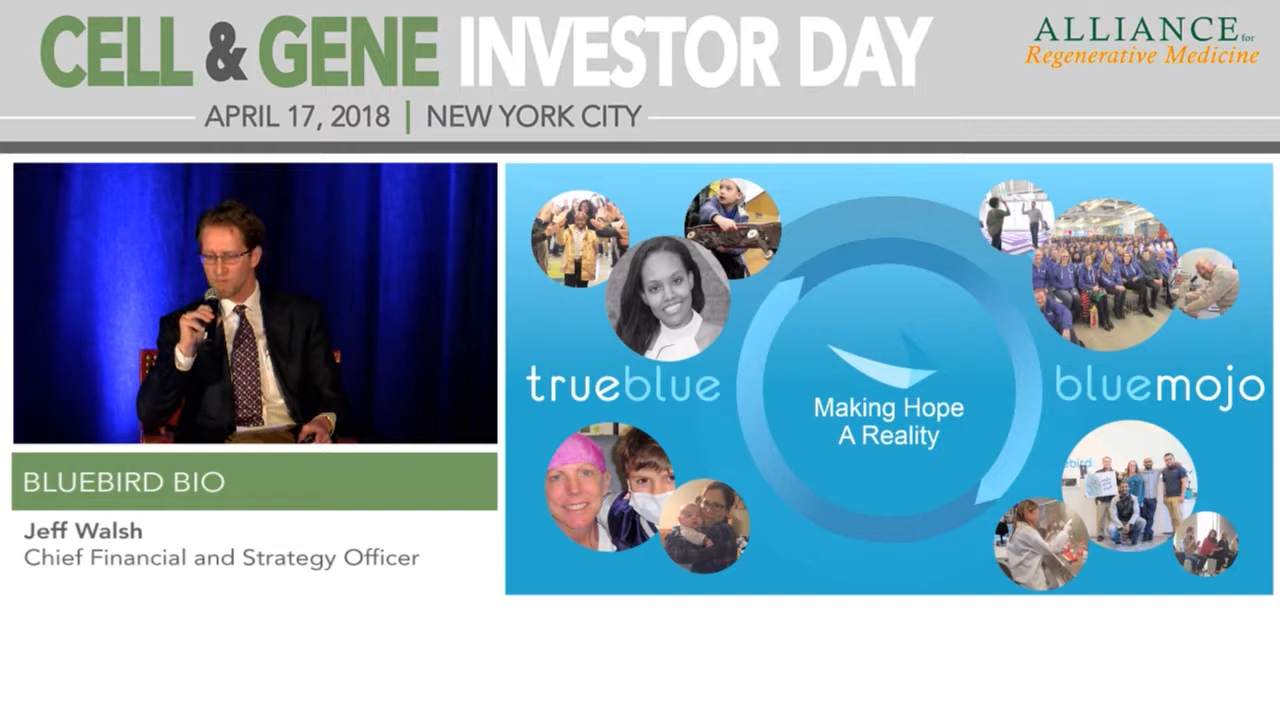 CELL & GENE INVESTOR DAY
APRIL 17, 2018 | NEW YORK CITY
ALLIANCE for
Regenerative Medicine
BLUEBIRD BIO
Jeff Walsh
Chief Financial and Strategy Officer
trueblue
Making Hope
A Reality
bluemojo
ebird